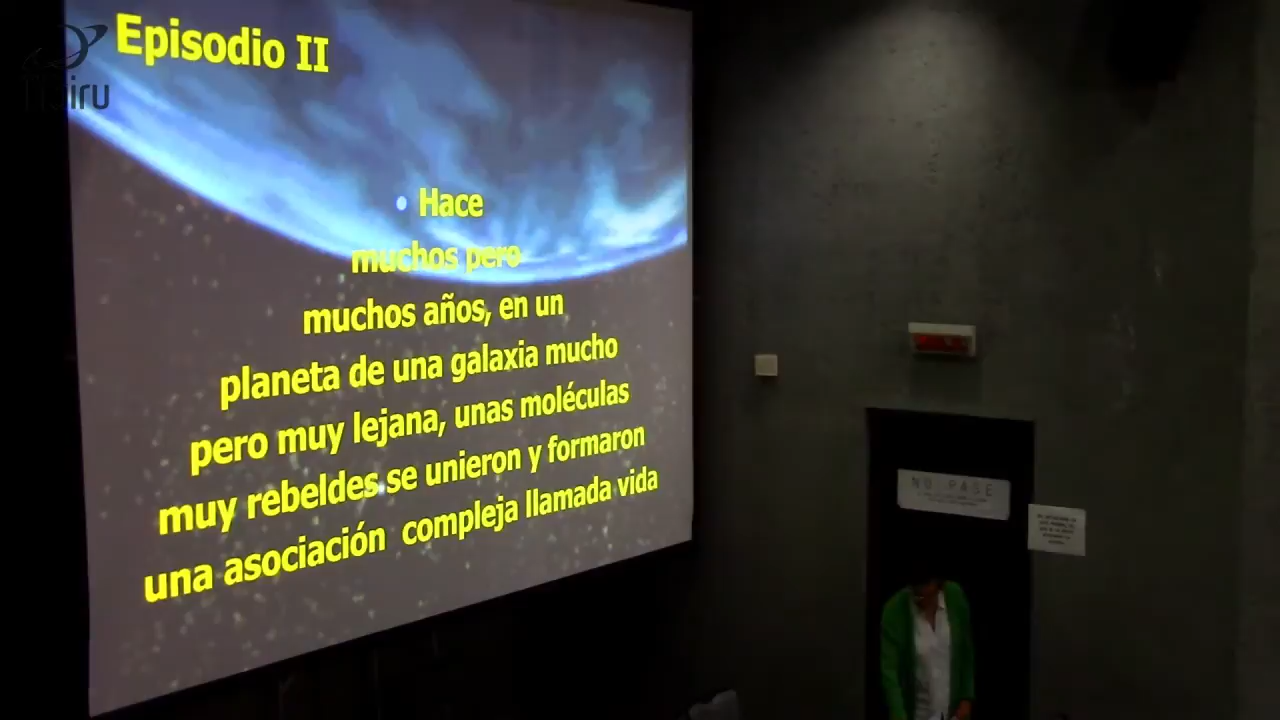 Episodio II
• Hace
muchos pero
muchos años, en un
planeta de una galaxia mucho
pero muy lejana, unas moléculas
muy rebeldes se unieron y formaron
una asociación compleja llamada vida
NO PASE